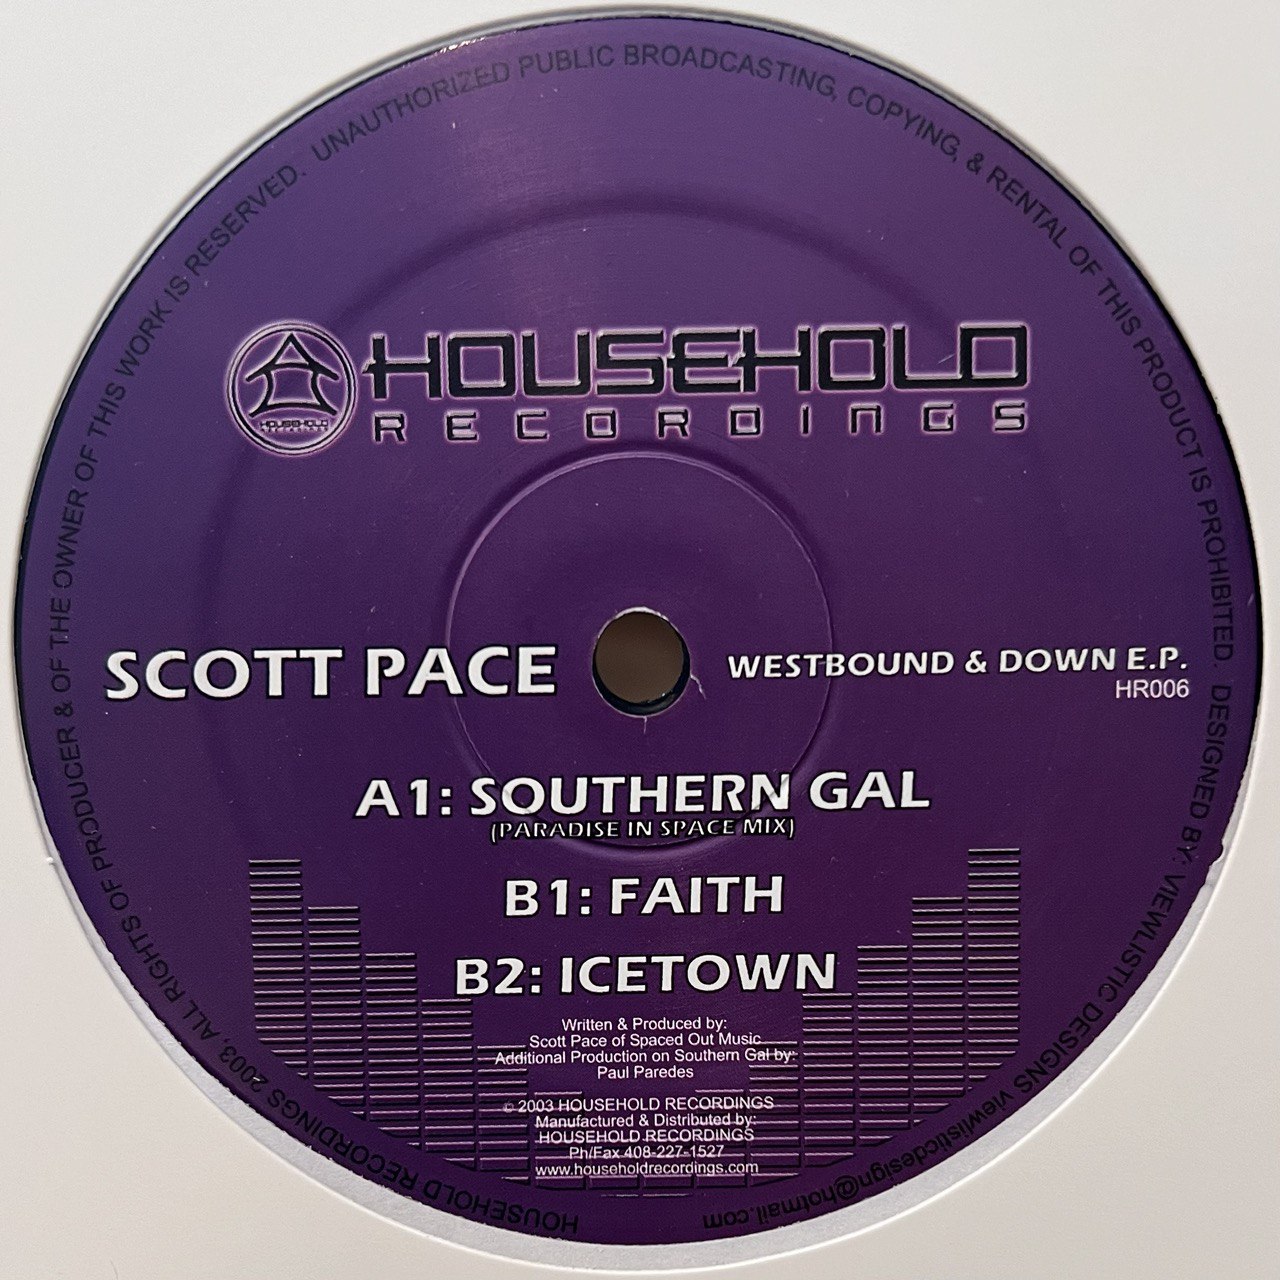 HOUSEHOLD
RECORDINGS
HOUSEHOLD
RECORDINGS
SCOTT PACE
WESTBOUND & DOWN E.P.
HR006
A1: SOUTHERN GAL
(PARADISE IN SPACE MIX)
B1: FAITH
B2: ICETOWN
Written & Produced by:
Scott Pace of Spaced Out Music
Additional Production on Southern Gal by:
Paul Paredes
© 2003 HOUSEHOLD RECORDINGS
Manufactured & Distributed by:
HOUSEHOLD RECORDINGS
Ph/Fax 408-227-1527
www.householdrecordings.com
HOUSEHOLD RECORDINGS 2003, ALL RIGHTS OF PRODUCER & OF THE OWNER OF THIS WORK IS RESERVED. UNAUTHORIZED PUBLIC BROADCASTING, COPYING, & RENTAL OF THIS PRODUCT IS PROHIBITED. DESIGNED BY: VIEWLISTIC DESIGNS viewlisticdesign@hotmail.com